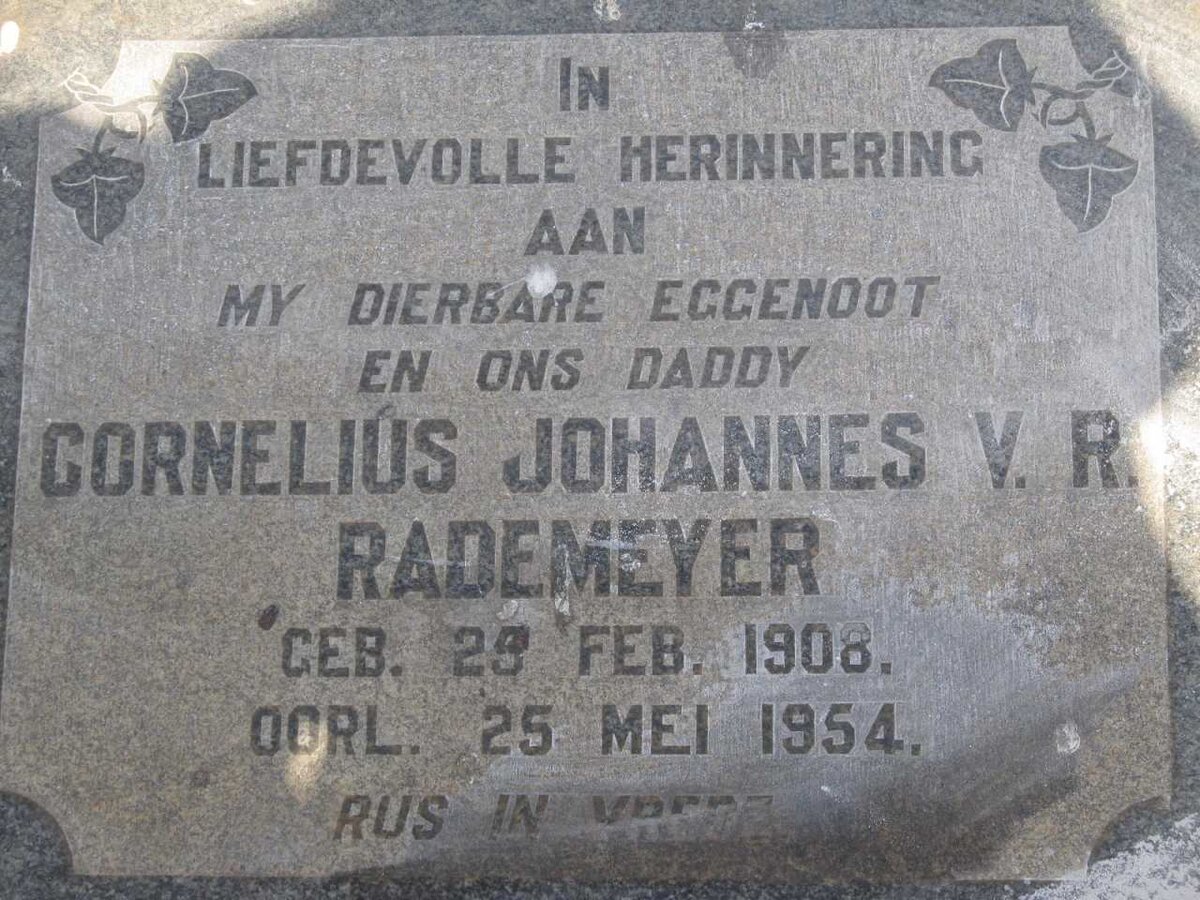 IN
LIEFDEVOLLE HERINNERING
AAN
MY DIERBARE EGGENOOT
EN ONS DADDY
CORNELIUS JOHANNES V. R.
RADEMEYER
GEB. 29 FEB. 1908.
OORL. 25 MEI 1954.
RUS IN VREDE